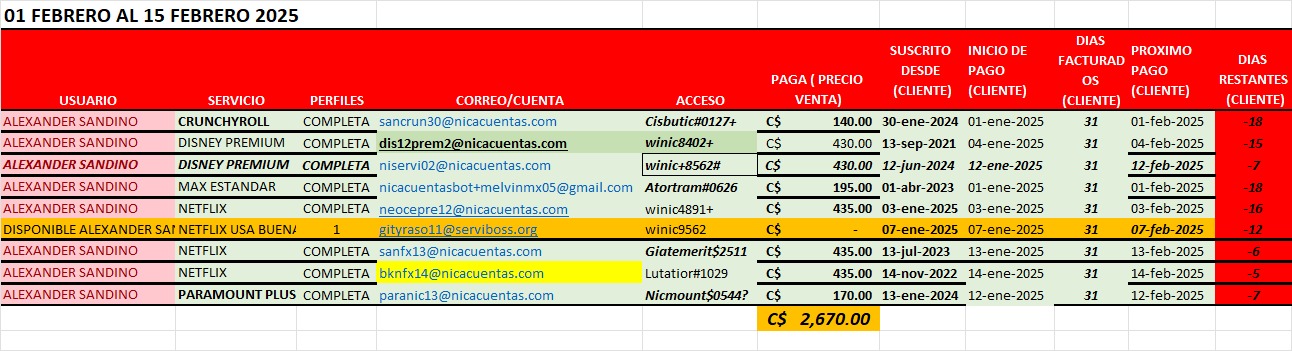 01 FEBRERO AL 15 FEBRERO 2025
USUARIO SERVICIO PERFILES CORREO/CUENTA ACCESO PAGA ( PRECIO VENTA) SUSCRITO DESDE (CLIENTE) INICIO DE PAGO (CLIENTE) DIAS FACTURADOS (CLIENTE) PROXIMO PAGO (CLIENTE) DIAS RESTANTES (CLIENTE)
ALEXANDER SANDINO CRUNCHYROLL COMPLETA sancrun30@nicacuentas.com Cisbutic#0127+ C$ 140.00 30-ene-2024 01-ene-2025 31 01-feb-2025 -18
ALEXANDER SANDINO DISNEY PREMIUM COMPLETA dis12prem2@nicacuentas.com winic8402+ C$ 430.00 13-sep-2021 04-ene-2025 31 04-feb-2025 -15
ALEXANDER SANDINO DISNEY PREMIUM COMPLETA niservi02@nicacuentas.com winic+8562# C$ 430.00 12-jun-2024 12-ene-2025 31 12-feb-2025 -7
ALEXANDER SANDINO MAX ESTANDAR COMPLETA nicacuentasbot+melvinmx05@gmail.com Atortram#0626 C$ 195.00 01-abr-2023 01-ene-2025 31 01-feb-2025 -18
ALEXANDER SANDINO NETFLIX COMPLETA neocepre12@nicacuentas.com winic4891+ C$ 435.00 03-ene-2025 03-ene-2025 31 03-feb-2025 -16
DISPONIBLE ALEXANDER SAN NETFLIX USA BUENA 1 gityraso11@serviboss.org winic9562 C$ - 07-ene-2025 07-ene-2025 31 07-feb-2025 -12
ALEXANDER SANDINO NETFLIX COMPLETA sanfx13@nicacuentas.com Giatemerit$2511 C$ 435.00 13-jul-2023 13-ene-2025 31 13-feb-2025 -6
ALEXANDER SANDINO NETFLIX COMPLETA bknfx14@nicacuentas.com Lutatior#1029 C$ 435.00 14-nov-2022 14-ene-2025 31 14-feb-2025 -5
ALEXANDER SANDINO PARAMOUNT PLUS COMPLETA paranic13@nicacuentas.com Nicmount$0544? C$ 170.00 13-ene-2024 12-ene-2025 31 12-feb-2025 -7
C$ 2,670.00